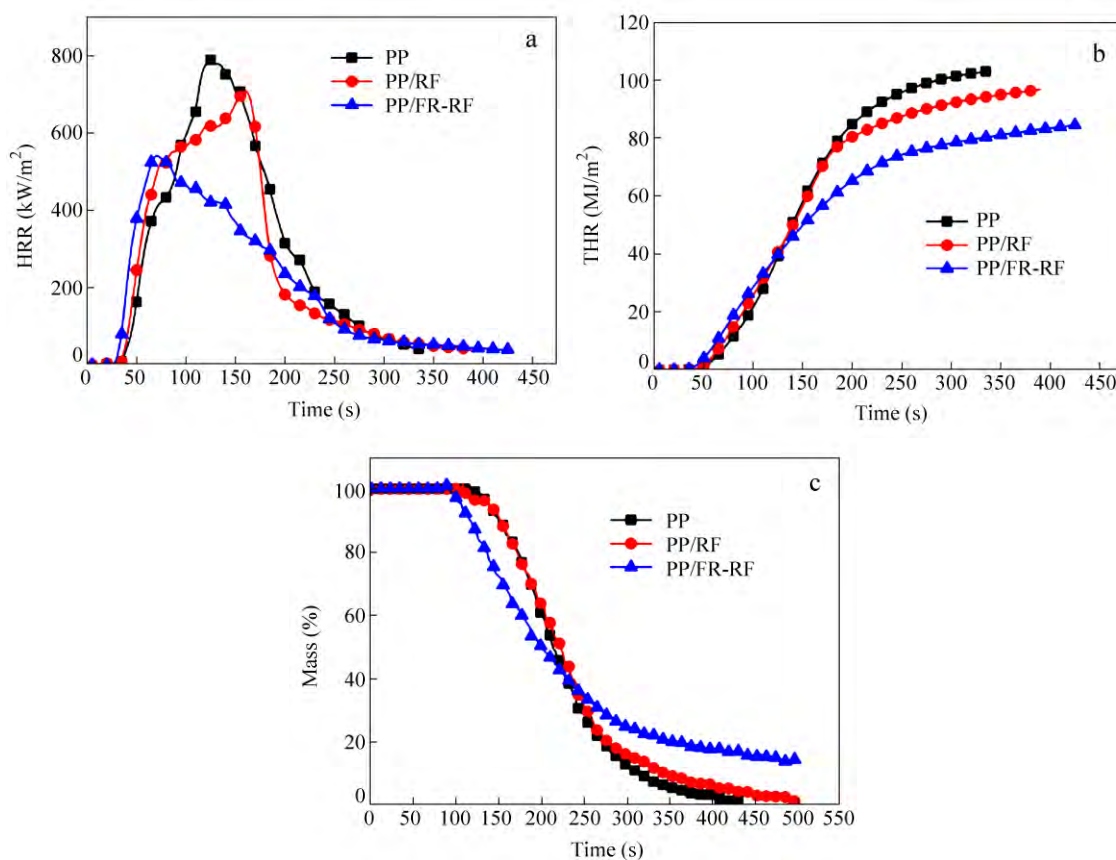 a
PP
PP/RF
PP/FR-RF
HRR (kW/m²)
800
600
400
200
0
0 50 100 150 200 250 300 350 400 450
Time (s)
b
PP
PP/RF
PP/FR-RF
THR (MJ/m²)
120
100
80
60
40
20
0
0 50 100 150 200 250 300 350 400 450
Time (s)
c
PP
PP/RF
PP/FR-RF
Mass (%)
100
80
60
40
20
0
0 50 100 150 200 250 300 350 400 450 500 550
Time (s)